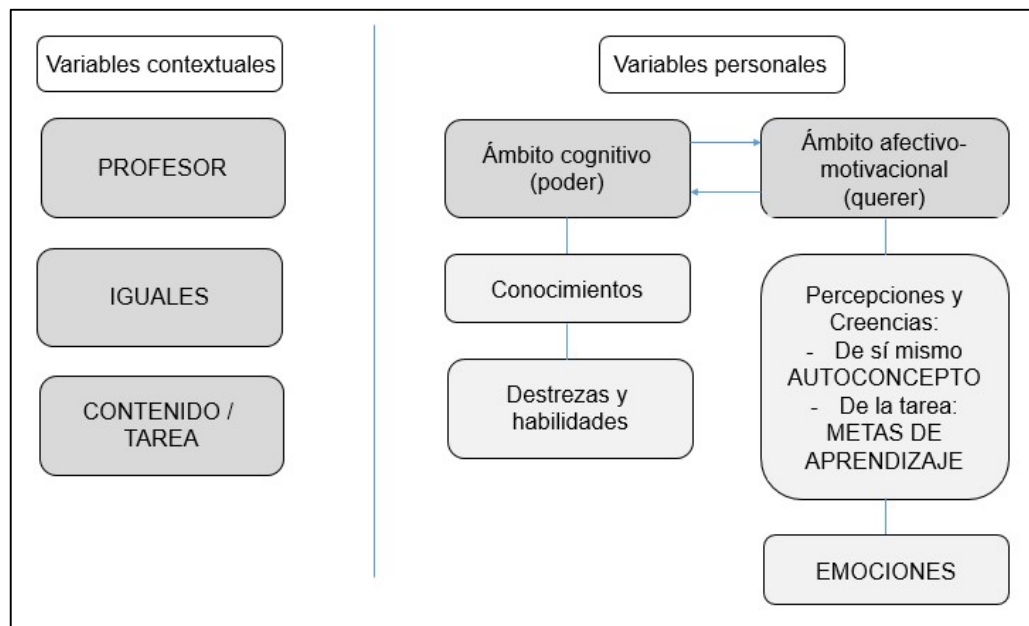 Variables contextuales
PROFESOR
IGUALES
CONTENIDO /
TAREA
Variables personales
Ámbito cognitivo
(poder)
Ámbito afectivo-
motivacional
(querer)
Conocimientos
Destrezas y
habilidades
Percepciones y
Creencias:
- De sí mismo
AUTOCONCEPTO
- De la tarea:
METAS DE
APRENDIZAJE
EMOCIONES